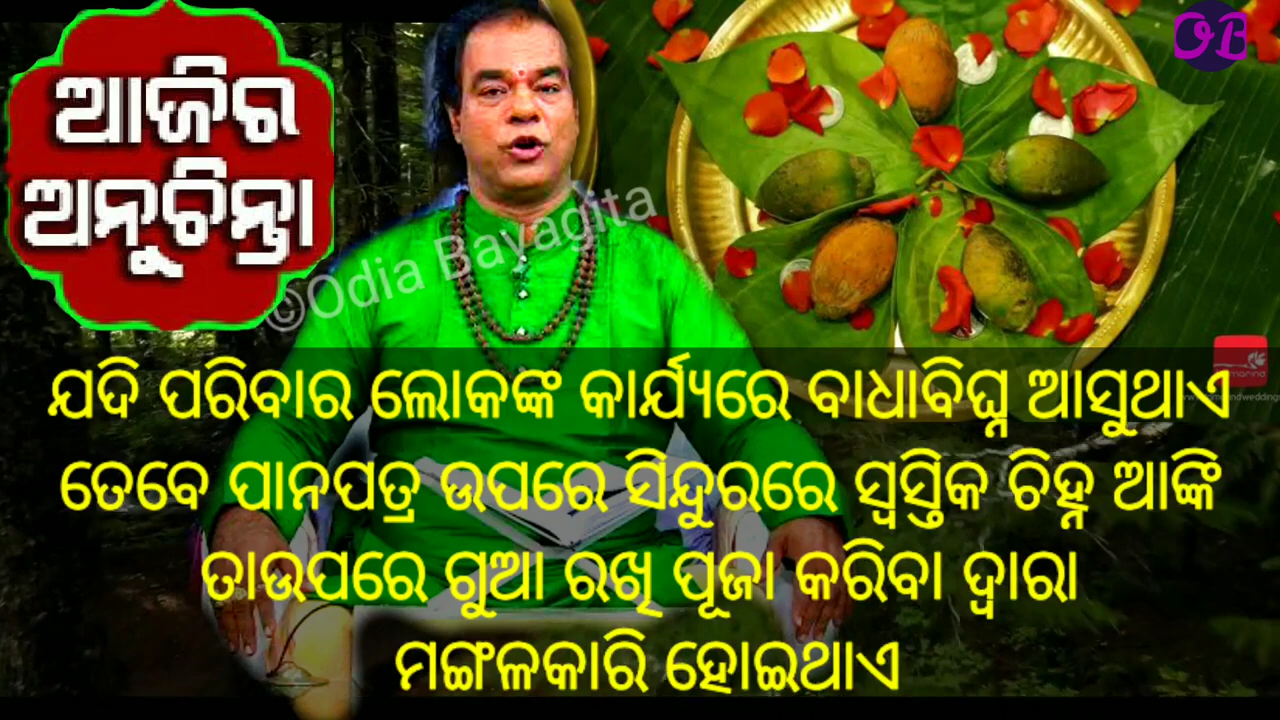 ଆଜିର
ଅନୁଚିନ୍ତା
OB
©Odia Bayagita
ଯଦି ପରିବାର ଲୋକଙ୍କ କାର୍ଯ୍ୟରେ ବାଧାବିଘ୍ନ ଆସୁଥାଏ
ତେବେ ପାନପତ୍ର ଉପରେ ସିନ୍ଦୁରରେ ସ୍ୱସ୍ତିକ ଚିହ୍ନ ଆଙ୍କି
ତାଉପରେ ଗୁଆ ରଖି ପୂଜା କରିବା ଦ୍ୱାରା
ମଙ୍ଗଳକାରି ହୋଇଥାଏ